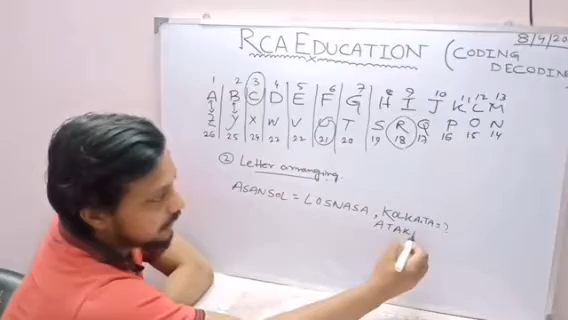 8/4/20
RCA EDUCATION (CODING DECODING
1 2 3 4 5 6 7 8 9 10 11 12 13
A B C D E F G H I J K L M
Z Y X W V U T S R Q P O N
26 25 24 23 22 21 20 19 18 17 16 15 14
② Letter arranging.
ASANSOL = LOSNASA, KOLKATA = ?
ATAK